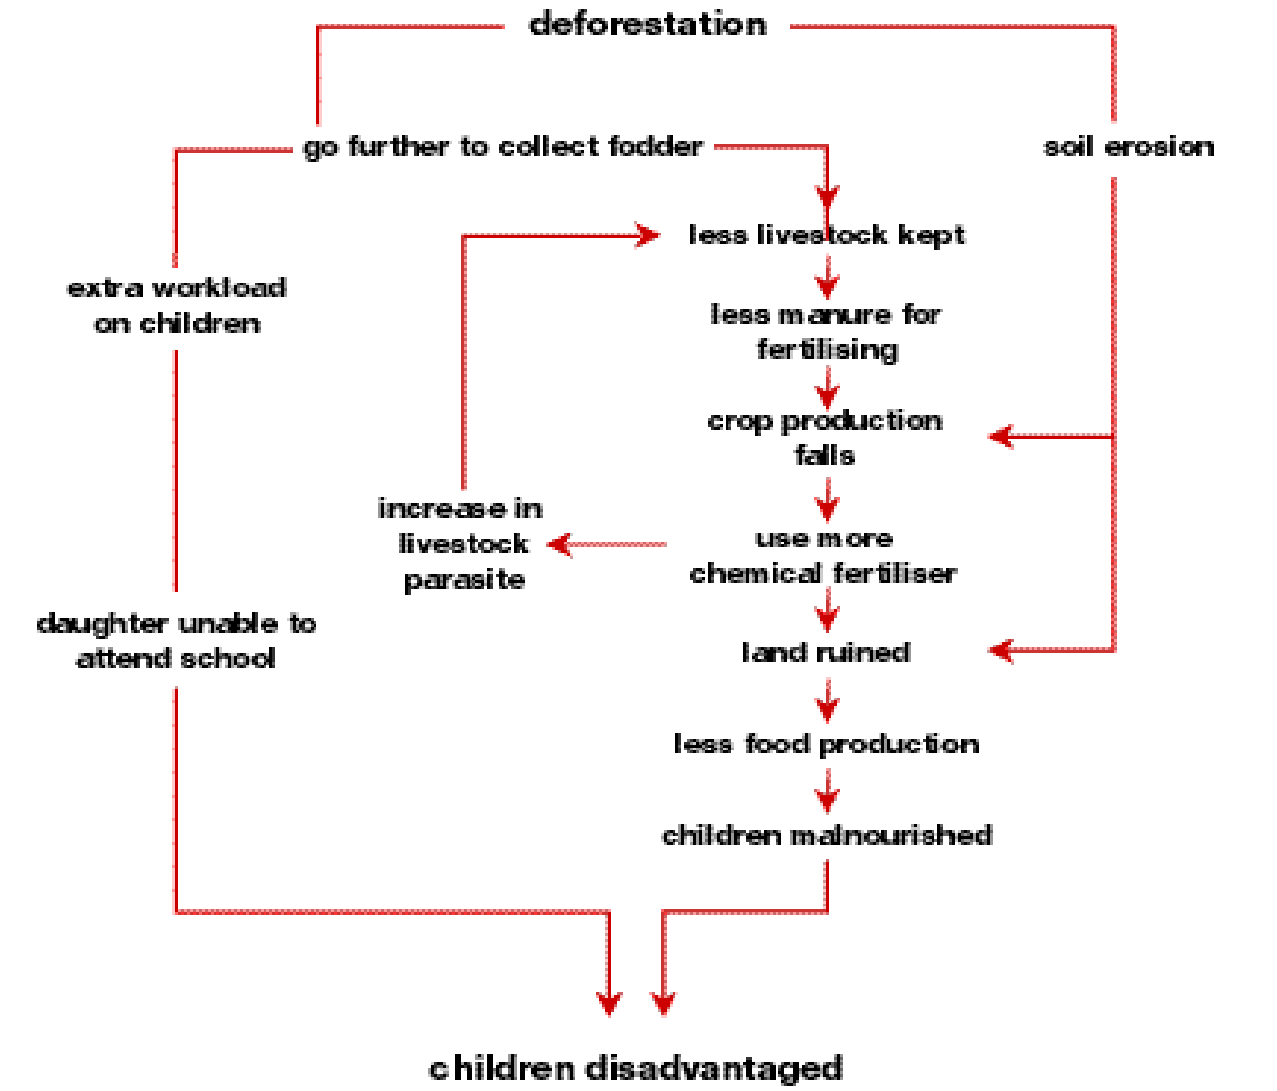 deforestation
go further to collect fodder
soil erosion
less livestock kept
extra workload
on children
less manure for
fertilising
crop production
falls
increase in
livestock
parasite
use more
chemical fertiliser
daughter unable to
attend school
land ruined
less food production
children malnourished
children disadvantaged